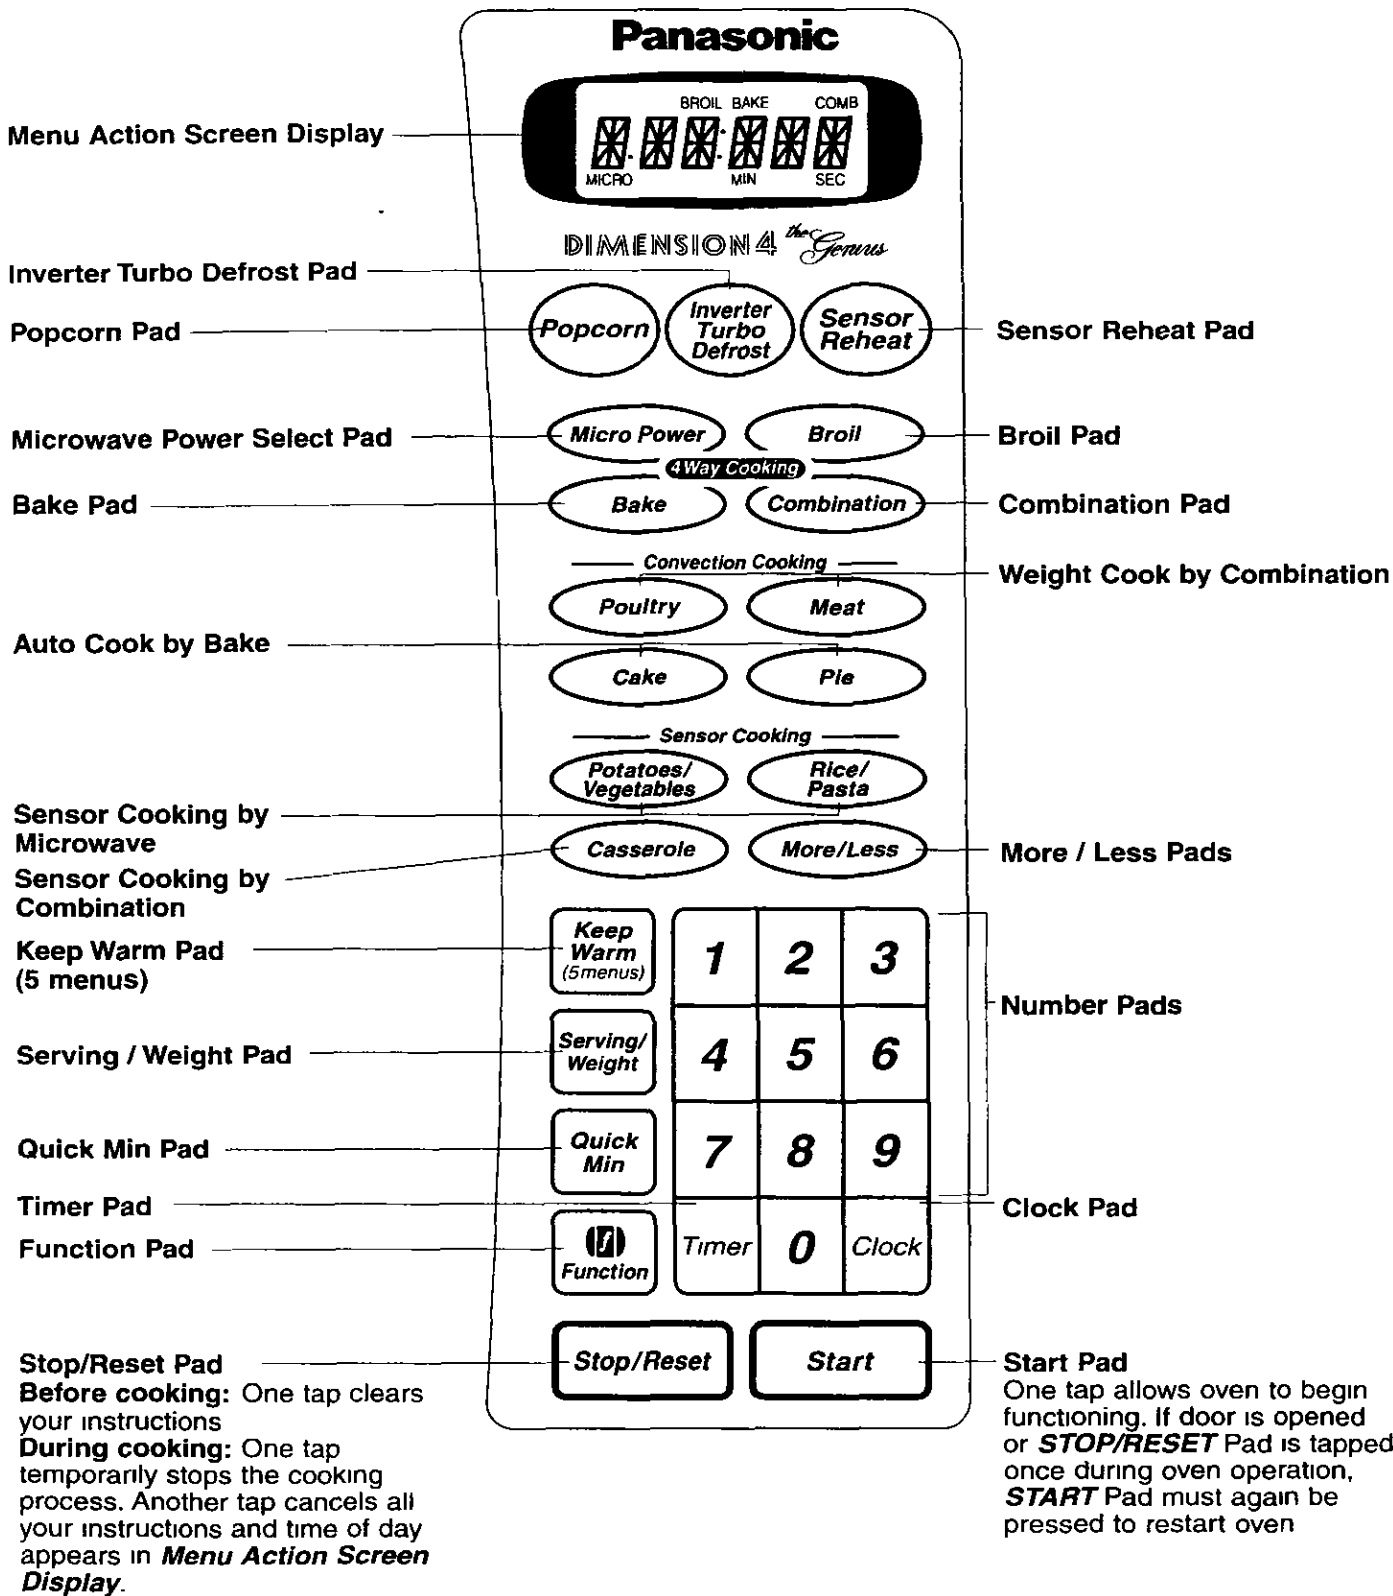 Panasonic
BROIL BAKE COMB
MICRO MIN SEC
Menu Action Screen Display
DIMENSION 4 the Genius
Inverter Turbo Defrost Pad
Popcorn Pad
Popcorn
Inverter
Turbo
Defrost
Sensor
Reheat
Sensor Reheat Pad
Microwave Power Select Pad
Micro Power
Broil
Broil Pad
4 Way Cooking
Bake Pad
Bake
Combination
Combination Pad
Convection Cooking
Weight Cook by Combination
Poultry
Meat
Auto Cook by Bake
Cake
Pie
Sensor Cooking
Potatoes/
Vegetables
Rice/
Pasta
Sensor Cooking by
Microwave
Casserole
More/Less
More / Less Pads
Sensor Cooking by
Combination
Keep Warm Pad
(5 menus)
Keep
Warm
(5 menus)
1 2 3
Number Pads
Serving / Weight Pad
Serving/
Weight
4 5 6
Quick Min Pad
Quick
Min
7 8 9
Timer Pad
Clock Pad
Function Pad
f
Function
Timer 0 Clock
Stop/Reset Pad
Before cooking: One tap clears
your instructions
During cooking: One tap
temporarily stops the cooking
process. Another tap cancels all
your instructions and time of day
appears in Menu Action Screen
Display.
Stop/Reset
Start
Start Pad
One tap allows oven to begin
functioning. If door is opened
or STOP/RESET Pad is tapped
once during oven operation,
START Pad must again be
pressed to restart oven